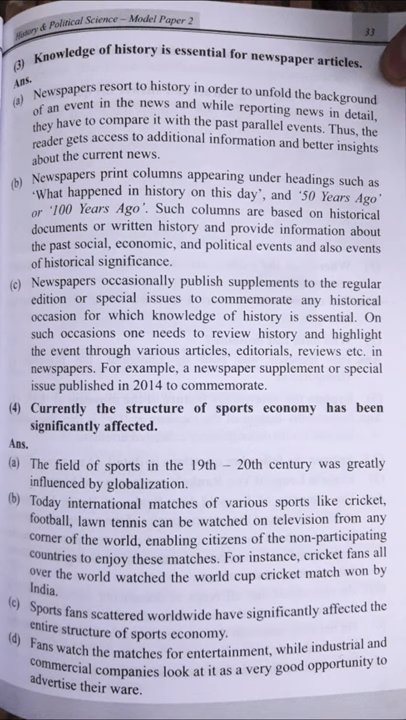 History & Political Science – Model Paper 2
33
(3) Knowledge of history is essential for newspaper articles.
Ans.
(a) Newspapers resort to history in order to unfold the background
of an event in the news and while reporting news in detail,
they have to compare it with the past parallel events. Thus, the
reader gets access to additional information and better insights
about the current news.
(b) Newspapers print columns appearing under headings such as
'What happened in history on this day', and '50 Years Ago'
or '100 Years Ago'. Such columns are based on historical
documents or written history and provide information about
the past social, economic, and political events and also events
of historical significance.
(c) Newspapers occasionally publish supplements to the regular
edition or special issues to commemorate any historical
occasion for which knowledge of history is essential. On
such occasions one needs to review history and highlight
the event through various articles, editorials, reviews etc. in
newspapers. For example, a newspaper supplement or special
issue published in 2014 to commemorate.
(4) Currently the structure of sports economy has been
significantly affected.
Ans.
(a) The field of sports in the 19th – 20th century was greatly
influenced by globalization.
(b) Today international matches of various sports like cricket,
football, lawn tennis can be watched on television from any
corner of the world, enabling citizens of the non-participating
countries to enjoy these matches. For instance, cricket fans all
over the world watched the world cup cricket match won by
India.
(c) Sports fans scattered worldwide have significantly affected the
entire structure of sports economy.
(d) Fans watch the matches for entertainment, while industrial and
commercial companies look at it as a very good opportunity to
advertise their ware.